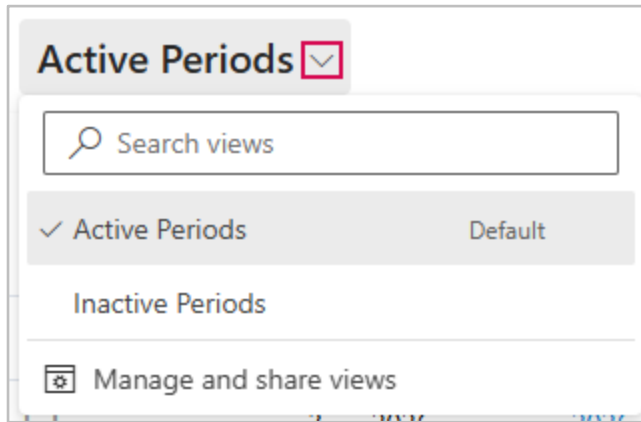 Active Periods
Search views
Active Periods Default
Inactive Periods
Manage and share views